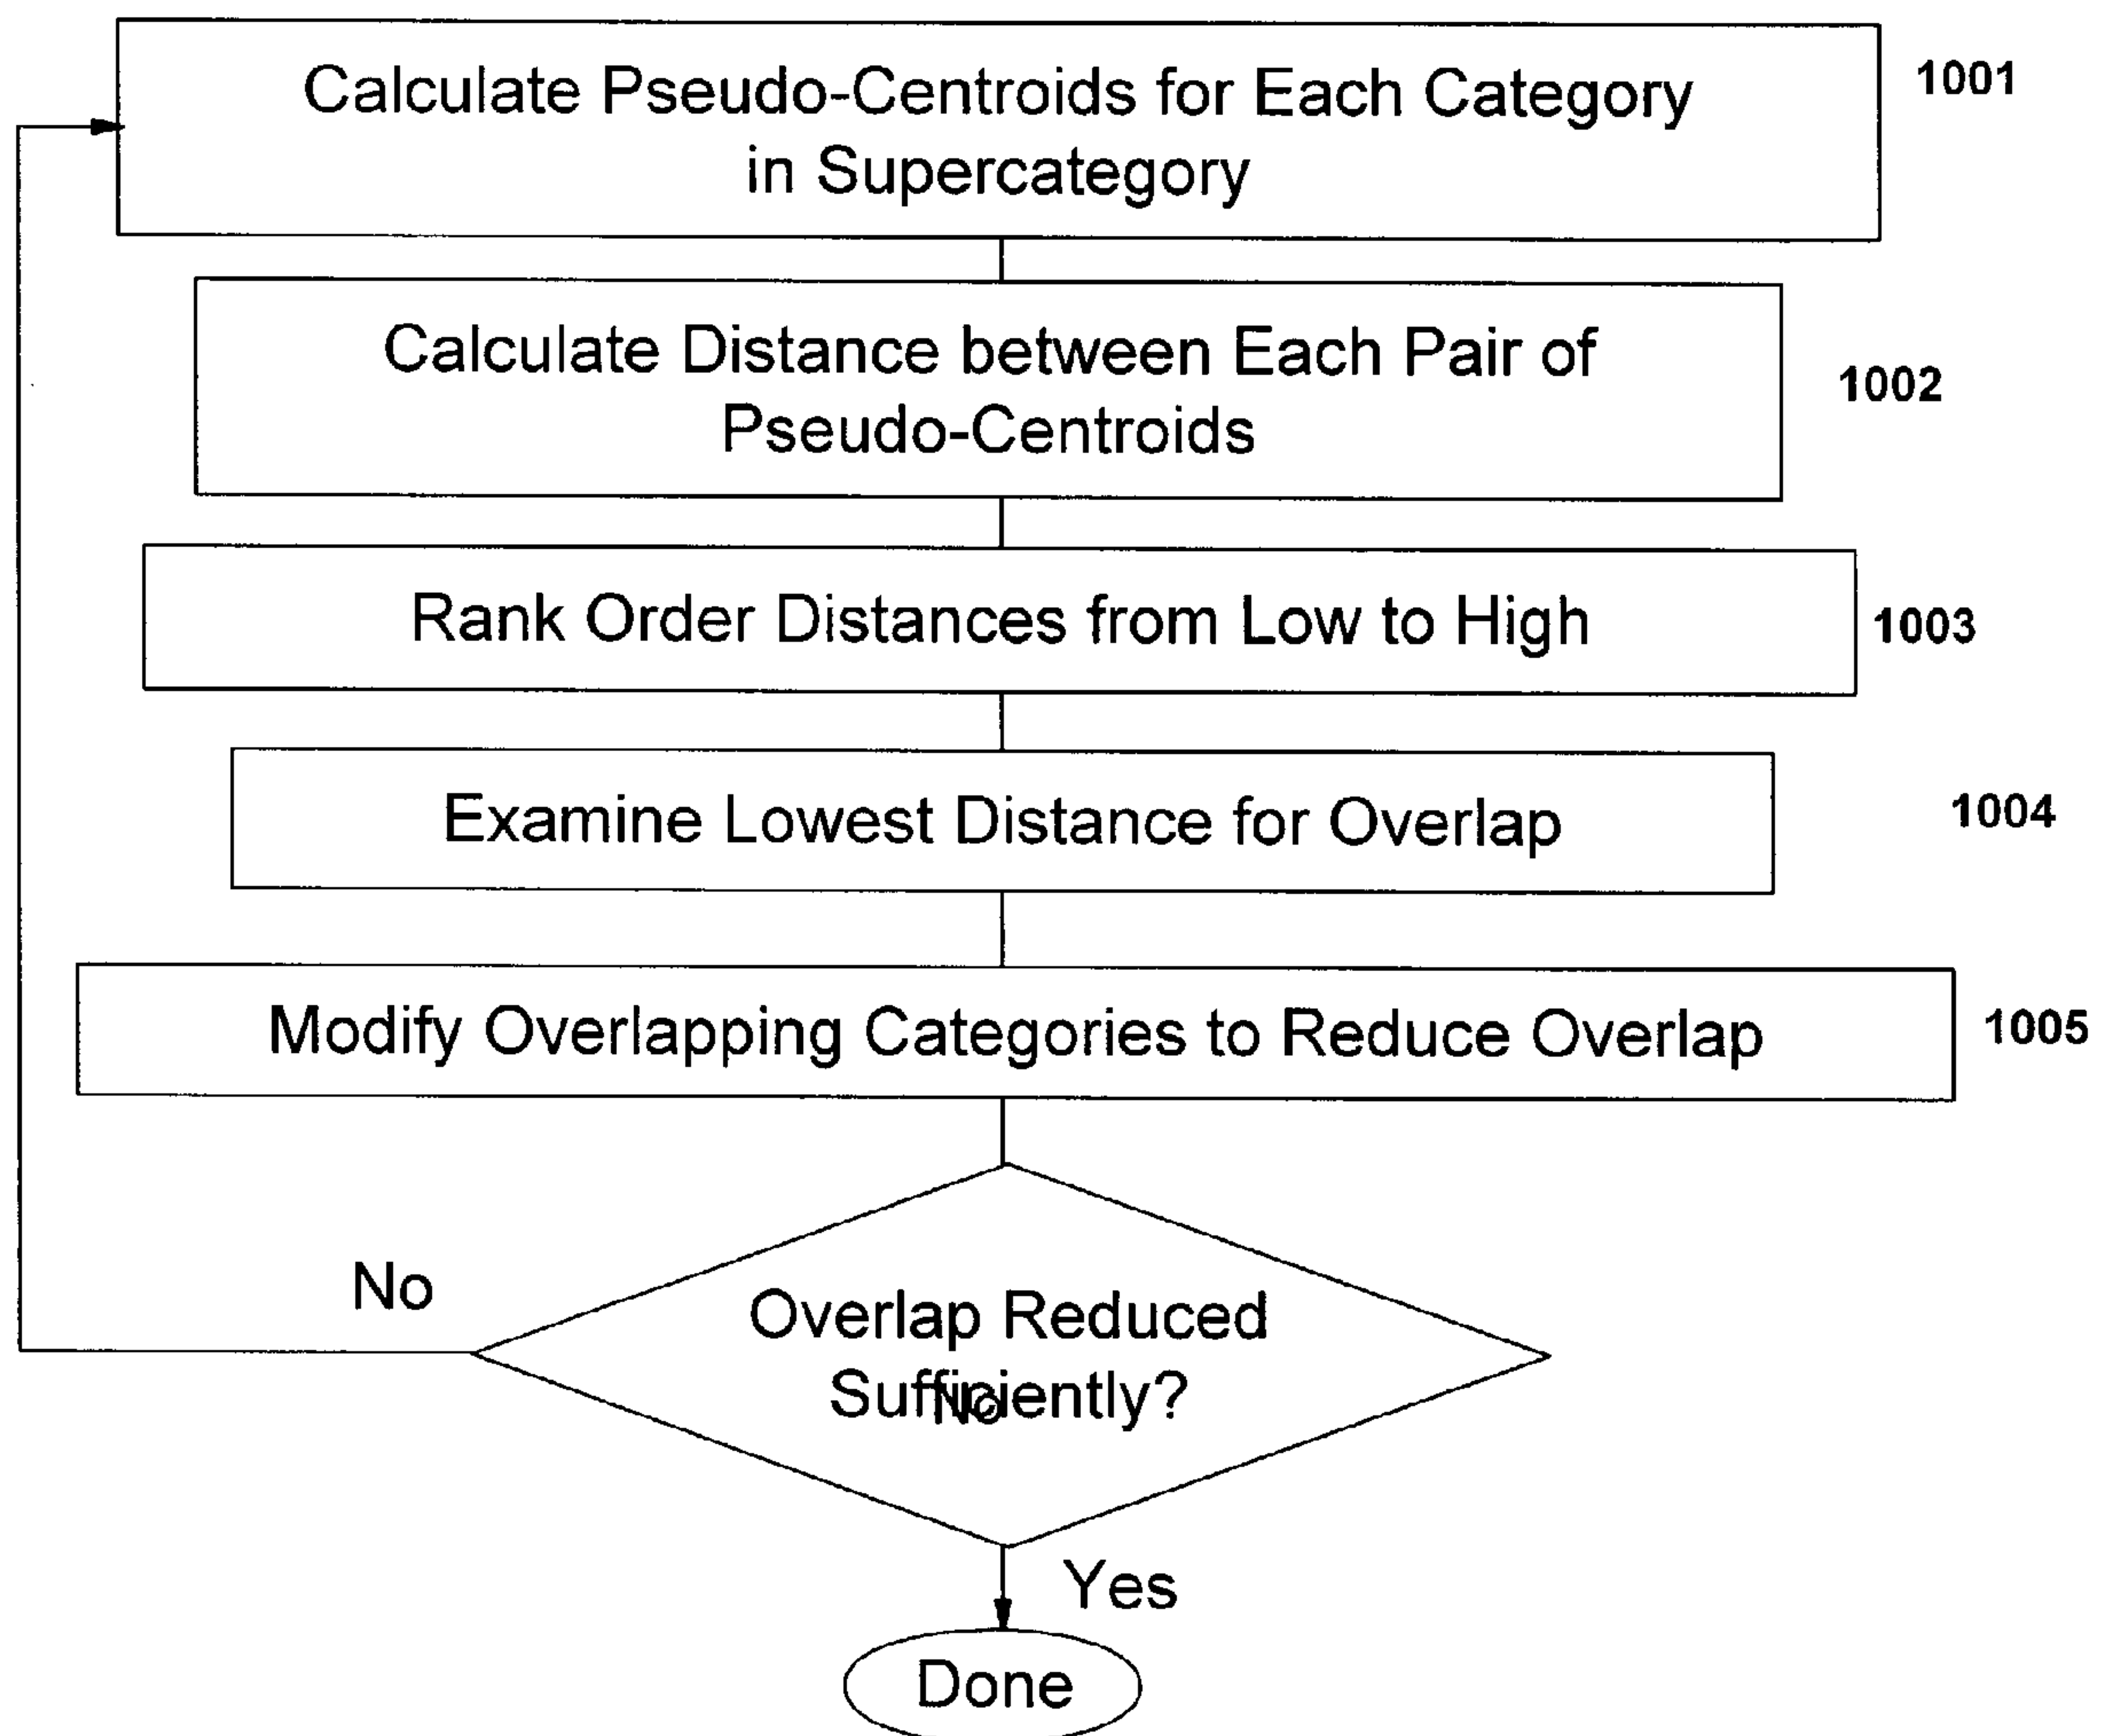 Calculate Pseudo-Centroids for Each Category
in Supercategory
1001
Calculate Distance between Each Pair of
Pseudo-Centroids
1002
Rank Order Distances from Low to High
1003
Examine Lowest Distance for Overlap
1004
Modify Overlapping Categories to Reduce Overlap
1005
No
Overlap Reduced
Sufficiently?
No
Yes
Done